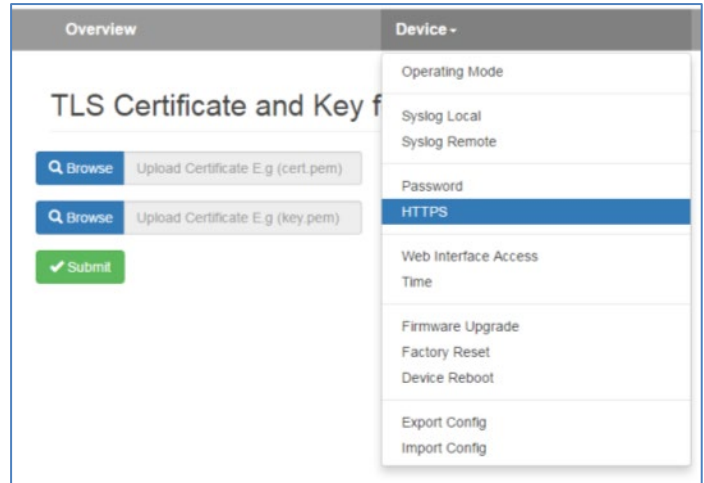 Overview
Device
TLS Certificate and Key f
Browse Upload Certificate E.g (cert.pem)
Browse Upload Certificate E.g (key.pem)
Submit
Operating Mode
Syslog Local
Syslog Remote
Password
HTTPS
Web Interface Access
Time
Firmware Upgrade
Factory Reset
Device Reboot
Export Config
Import Config